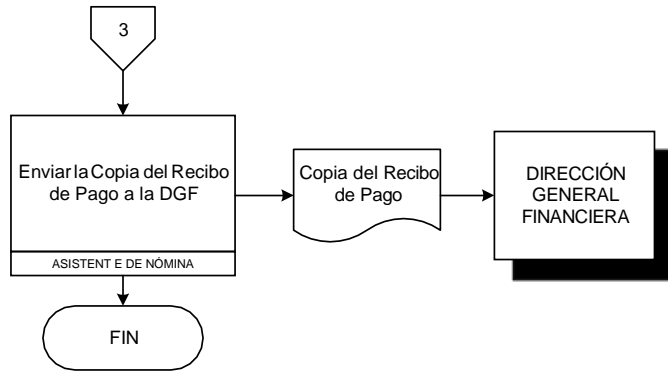 3
Enviar la Copia del Recibo
de Pago a la DGF
ASISTENT E DE NÓMINA
Copia del Recibo
de Pago
DIRECCIÓN
GENERAL
FINANCIERA
FIN